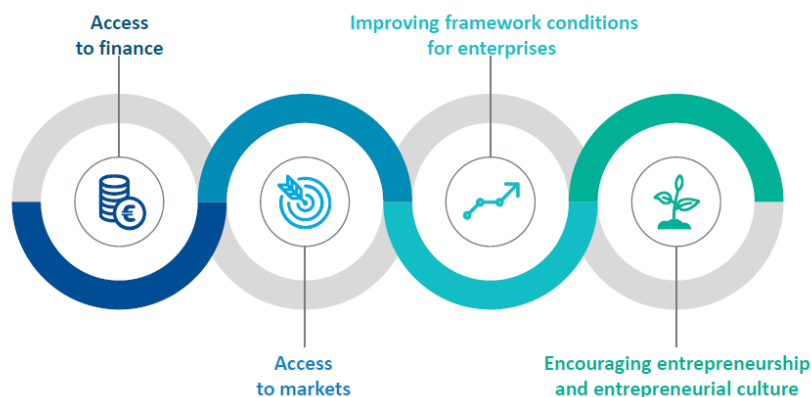 Access
to finance
Improving framework conditions
for enterprises
€
Access
to markets
Encouraging entrepreneurship
and entrepreneurial culture